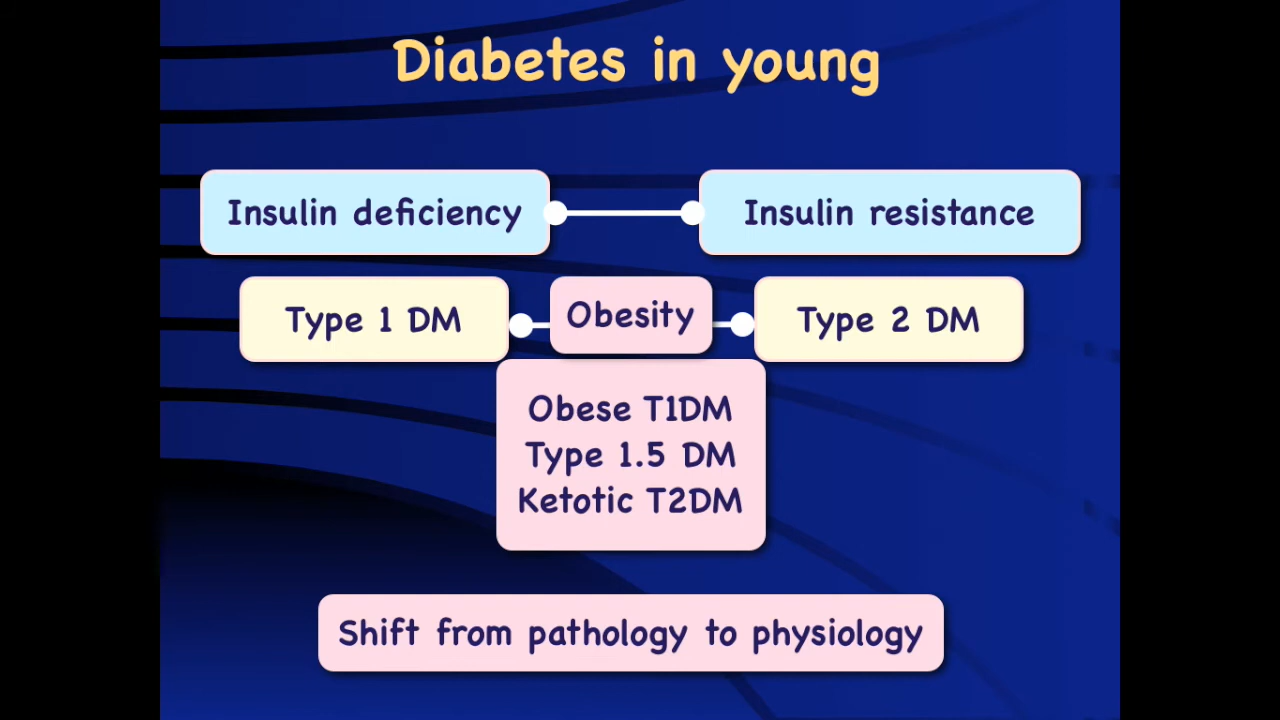 Diabetes in young
Insulin deficiency
Insulin resistance
Type 1 DM
Obesity
Type 2 DM
Obese T1DM
Type 1.5 DM
Ketotic T2DM
Shift from pathology to physiology